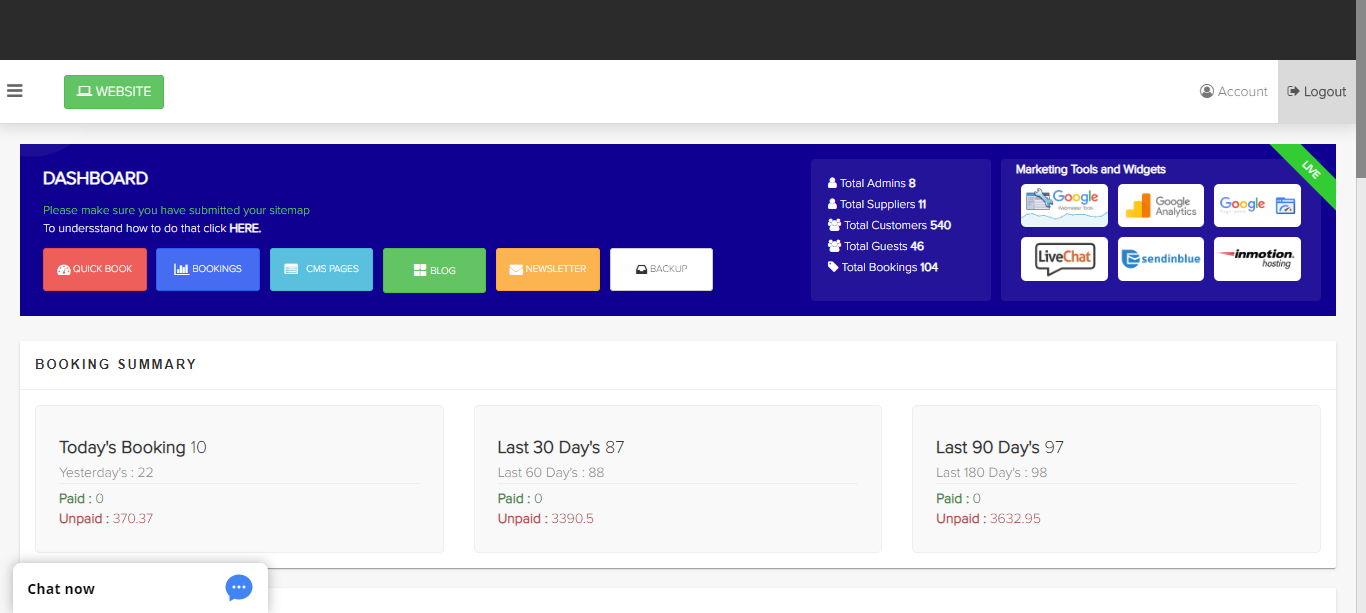 WEBSITE
Account
Logout
DASHBOARD
Please make sure you have submitted your sitemap
To undersstand how to do that click HERE.
QUICK BOOK
BOOKINGS
CMS PAGES
BLOG
NEWSLETTER
BACKUP
Total Admins 8
Total Suppliers 11
Total Customers 540
Total Guests 46
Total Bookings 104
Marketing Tools and Widgets
LIVE
Google
Webmaster Tools
Google
Analytics
Google
LiveChat
sendinblue
inmotion
hosting
BOOKING SUMMARY
Today's Booking 10
Yesterday's : 22
Paid : 0
Unpaid : 370.37
Last 30 Day's 87
Last 60 Day's : 88
Paid : 0
Unpaid : 3390.5
Last 90 Day's 97
Last 180 Day's : 98
Paid : 0
Unpaid : 3632.95
Chat now